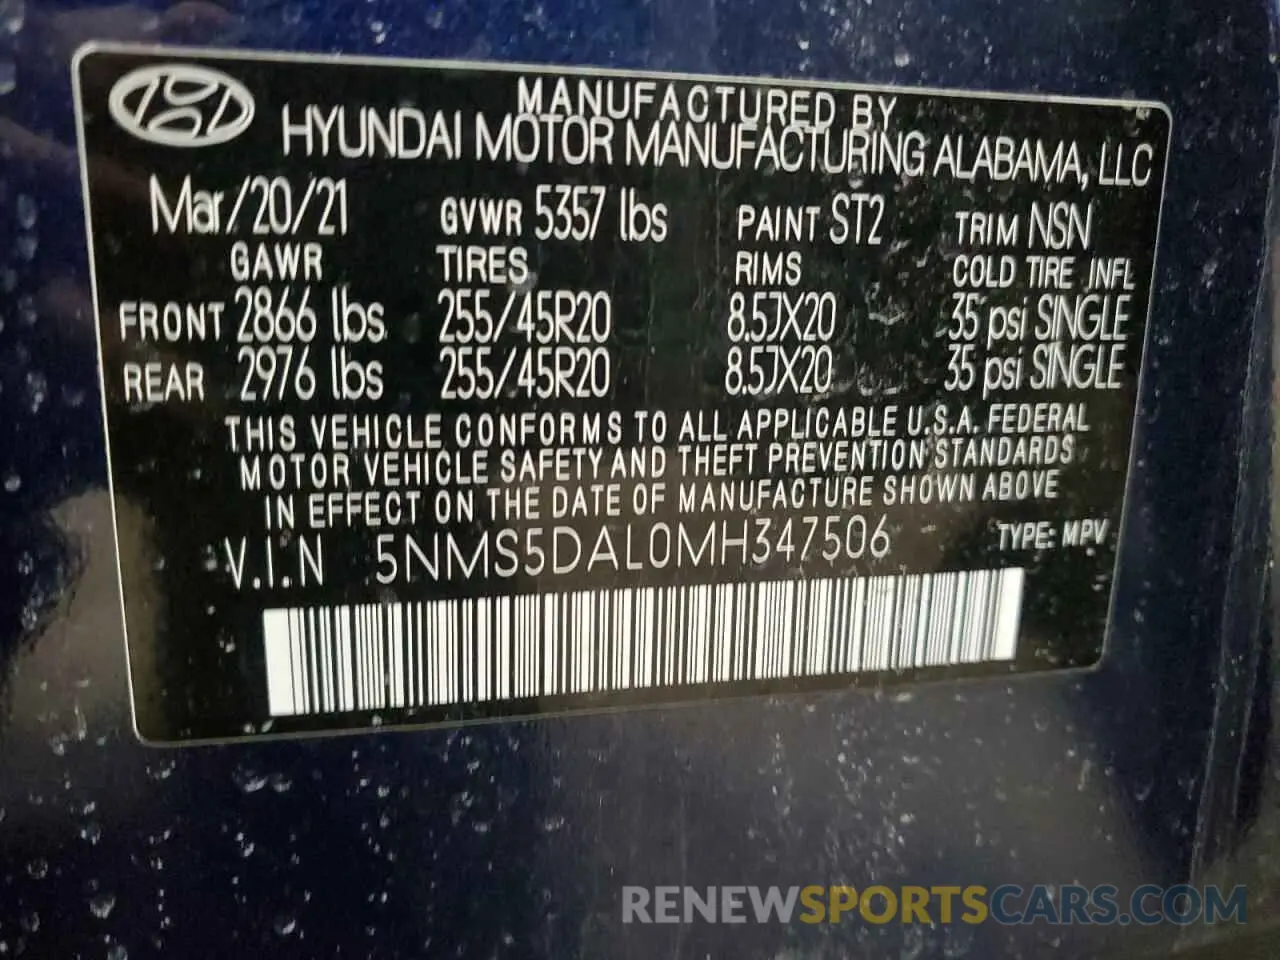 MANUFACTURED BY
HYUNDAI MOTOR MANUFACTURING ALABAMA, LLC
Mar/20/21 GVWR 5357 lbs PAINT ST2 TRIM NSN
GAWR TIRES RIMS COLD TIRE INFL
FRONT 2866 lbs 255/45R20 8.5JX20 35 psi SINGLE
REAR 2976 lbs 255/45R20 8.5JX20 35 psi SINGLE
THIS VEHICLE CONFORMS TO ALL APPLICABLE U.S.A. FEDERAL
MOTOR VEHICLE SAFETY AND THEFT PREVENTION STANDARDS
IN EFFECT ON THE DATE OF MANUFACTURE SHOWN ABOVE
V.I.N 5NMS5DAL0MH347506 TYPE: MPV
RENEWSPORTSCARS.COM